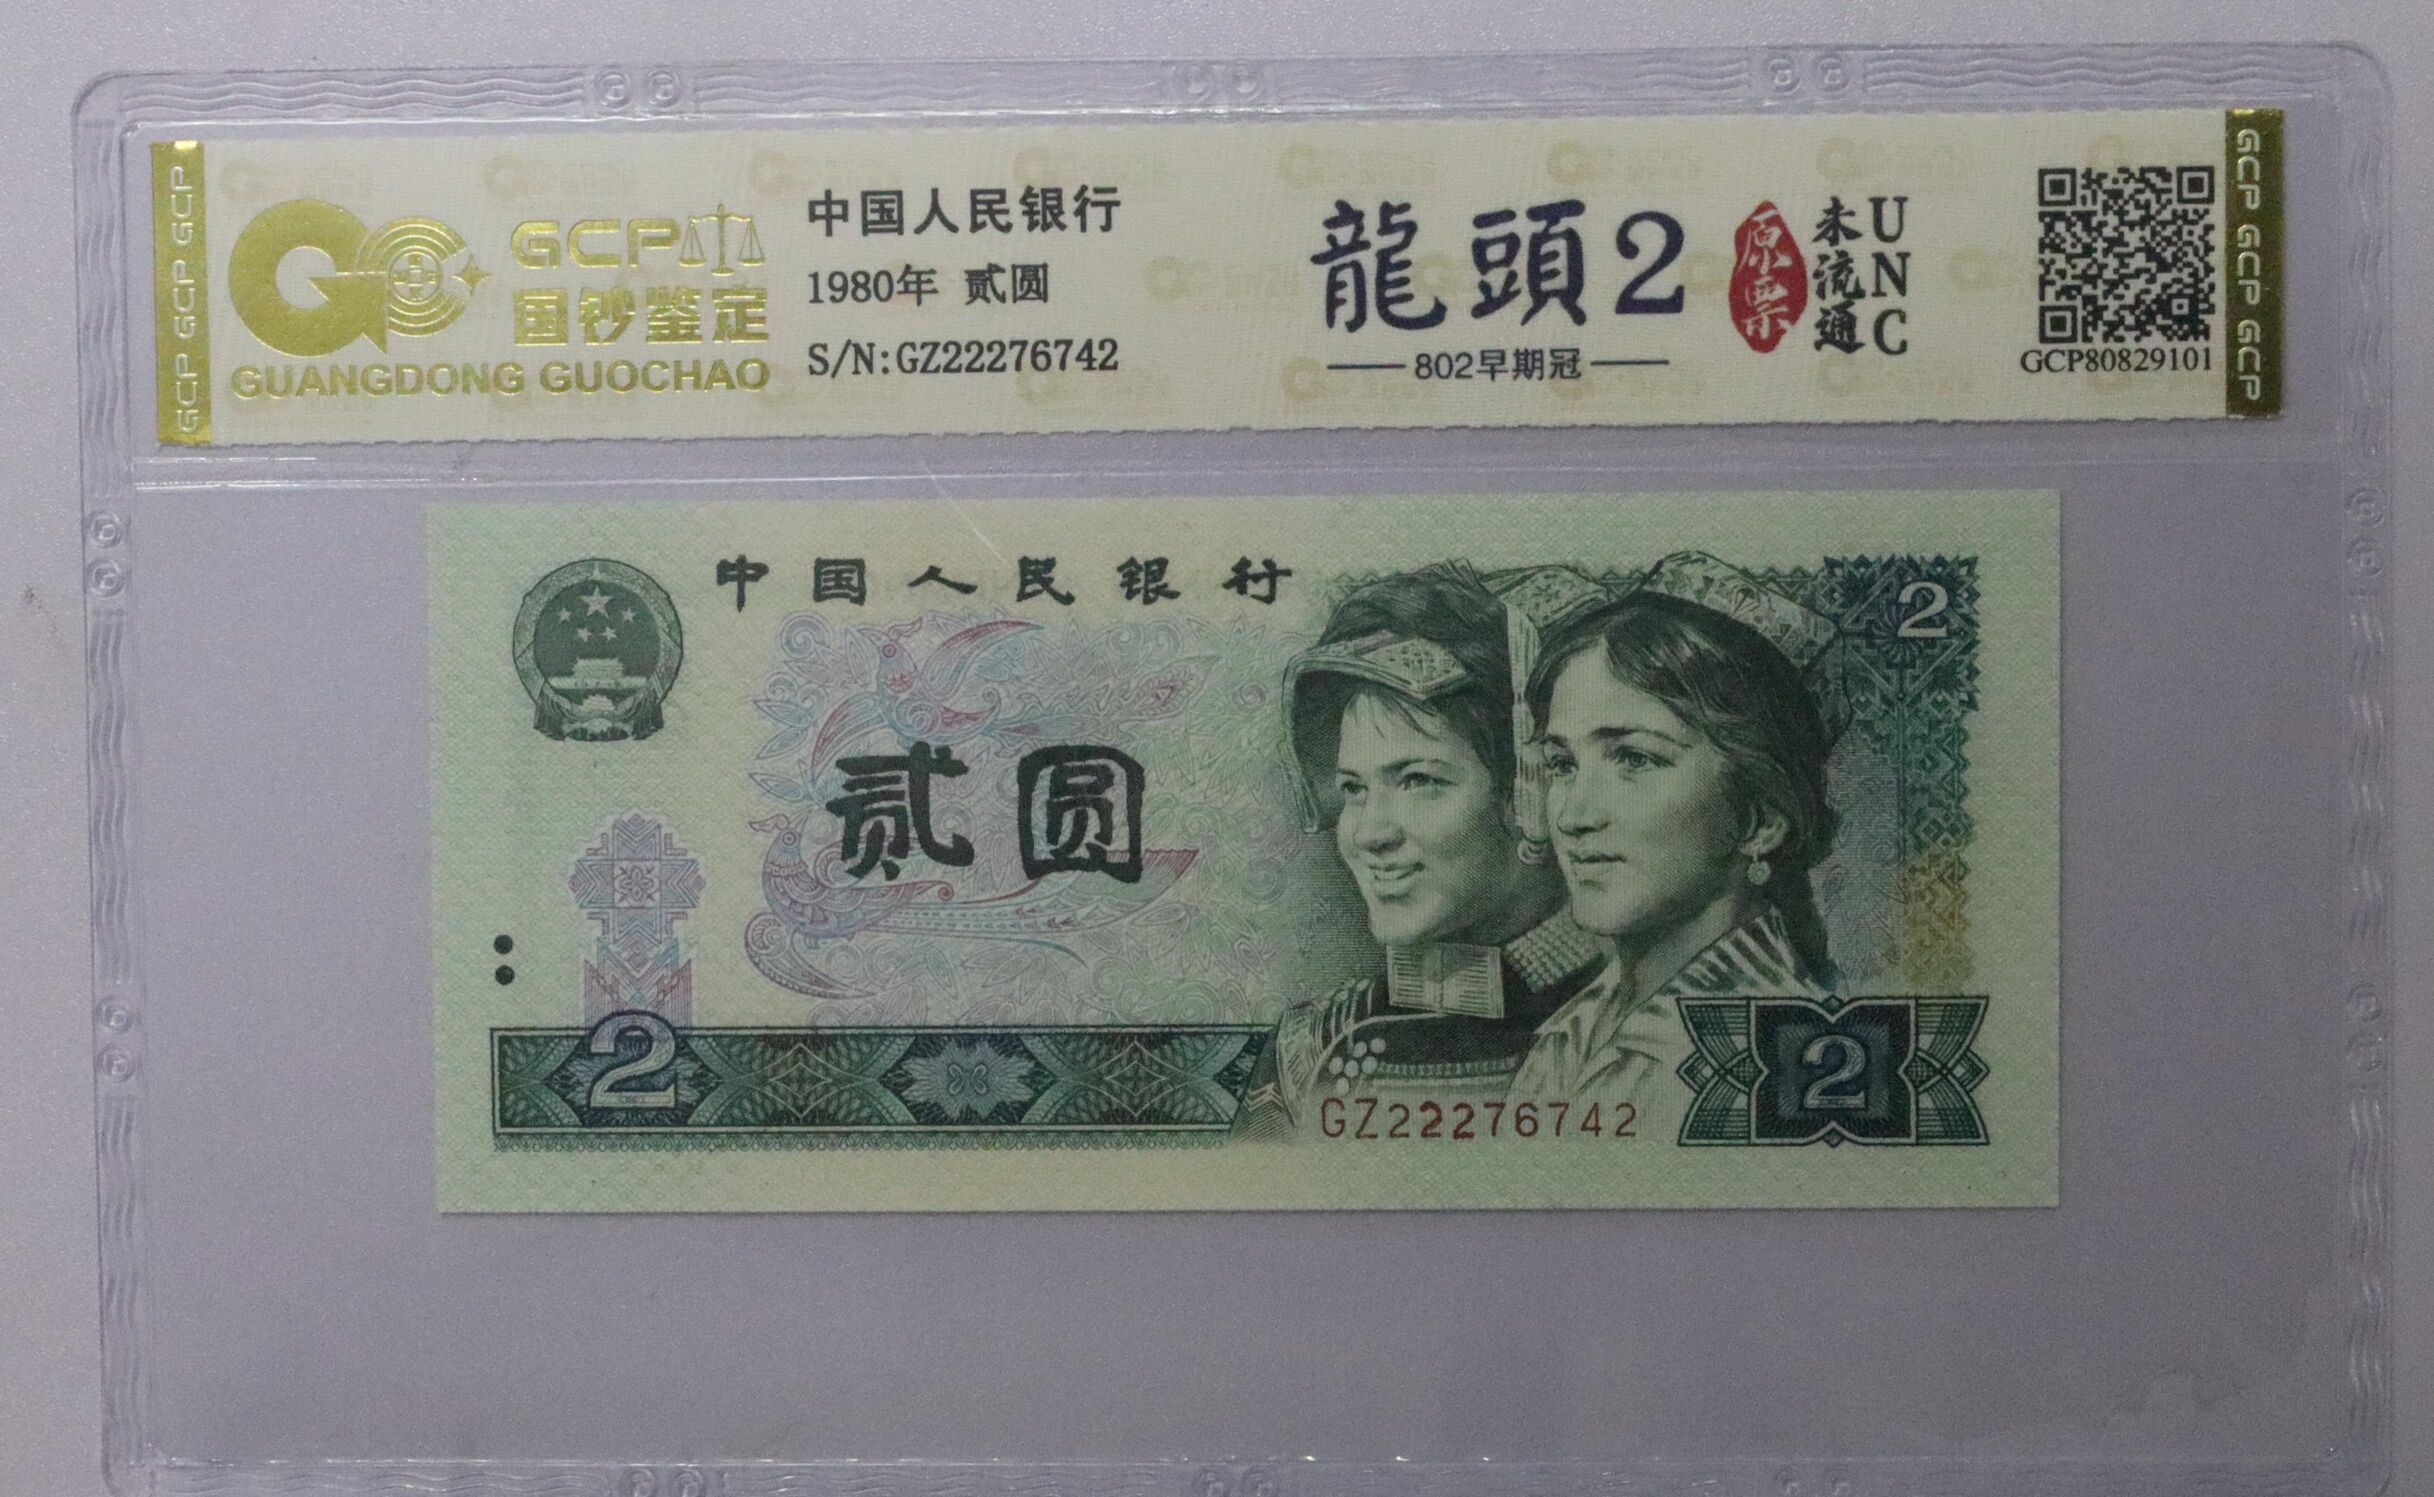 GCP GCP GCP
GCP
国钞鉴定
GUANGDONG GUOCHAO
中国人民银行
1980年 贰圆
S/N:GZ22276742
龍頭2
802早期冠
原票
未流通
UNC
GCP80829101
GCP GCP GCP
中国人民银行
2
贰圆
2
GZ22276742
2